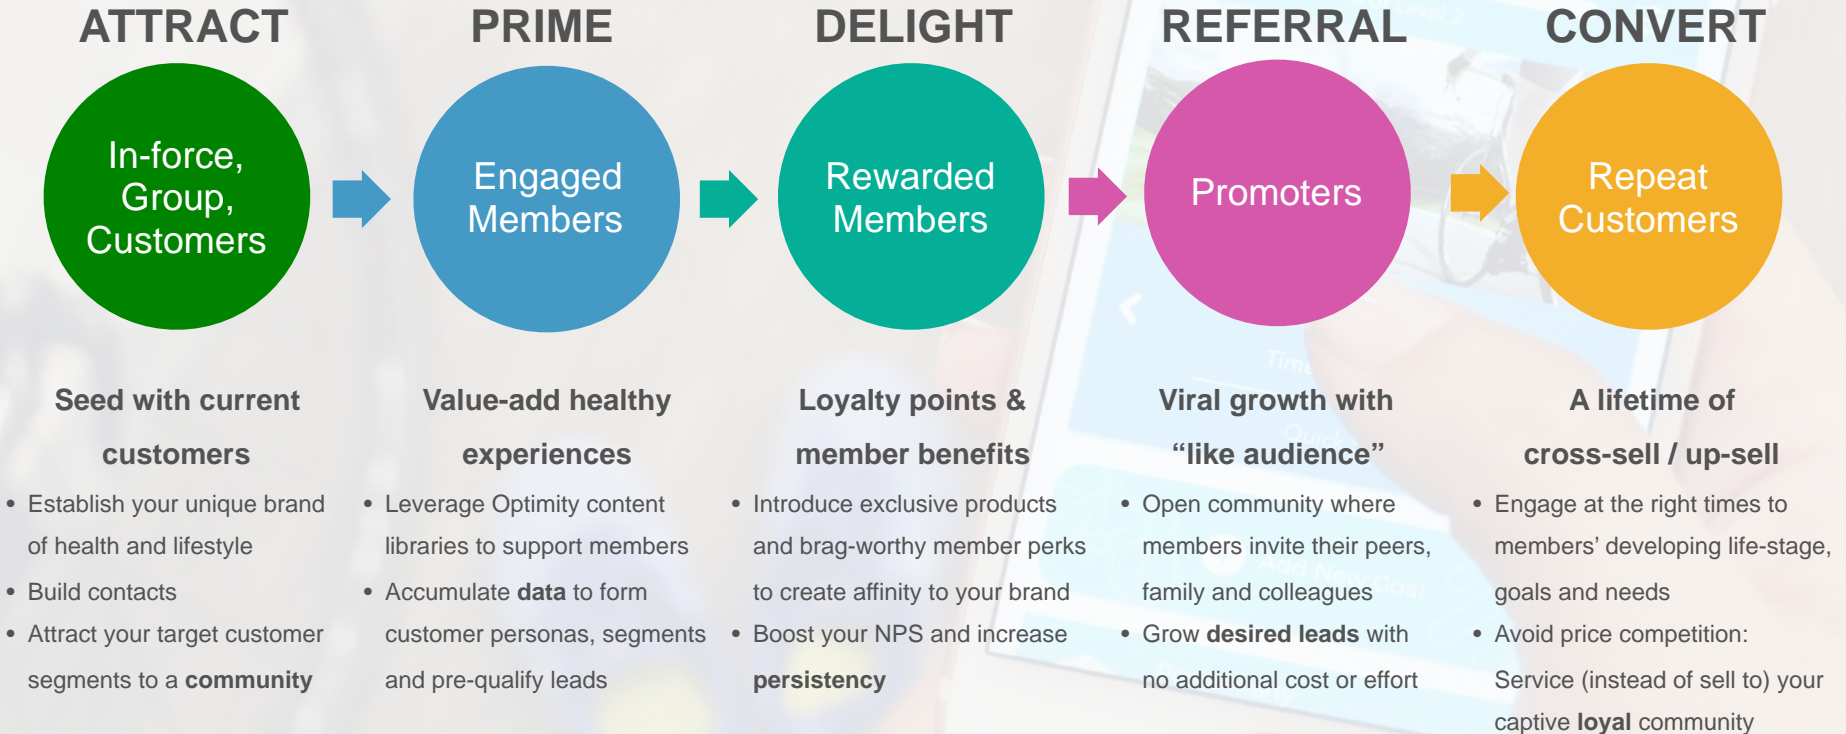 ATTRACT
In-force,
Group,
Customers
Seed with current
customers
• Establish your unique brand
of health and lifestyle
• Build contacts
• Attract your target customer
segments to a community
PRIME
Engaged
Members
Value-add healthy
experiences
• Leverage Optimity content
libraries to support members
• Accumulate data to form
customer personas, segments
and pre-qualify leads
DELIGHT
Rewarded
Members
Loyalty points &
member benefits
• Introduce exclusive products
and brag-worthy member perks
to create affinity to your brand
• Boost your NPS and increase
persistency
REFERRAL
Promoters
Viral growth with
“like audience”
• Open community where
members invite their peers,
family and colleagues
• Grow desired leads with
no additional cost or effort
CONVERT
Repeat
Customers
A lifetime of
cross-sell / up-sell
• Engage at the right times to
members’ developing life-stage,
goals and needs
• Avoid price competition:
Service (instead of sell to) your
captive loyal community
Level 2
Add New Goal